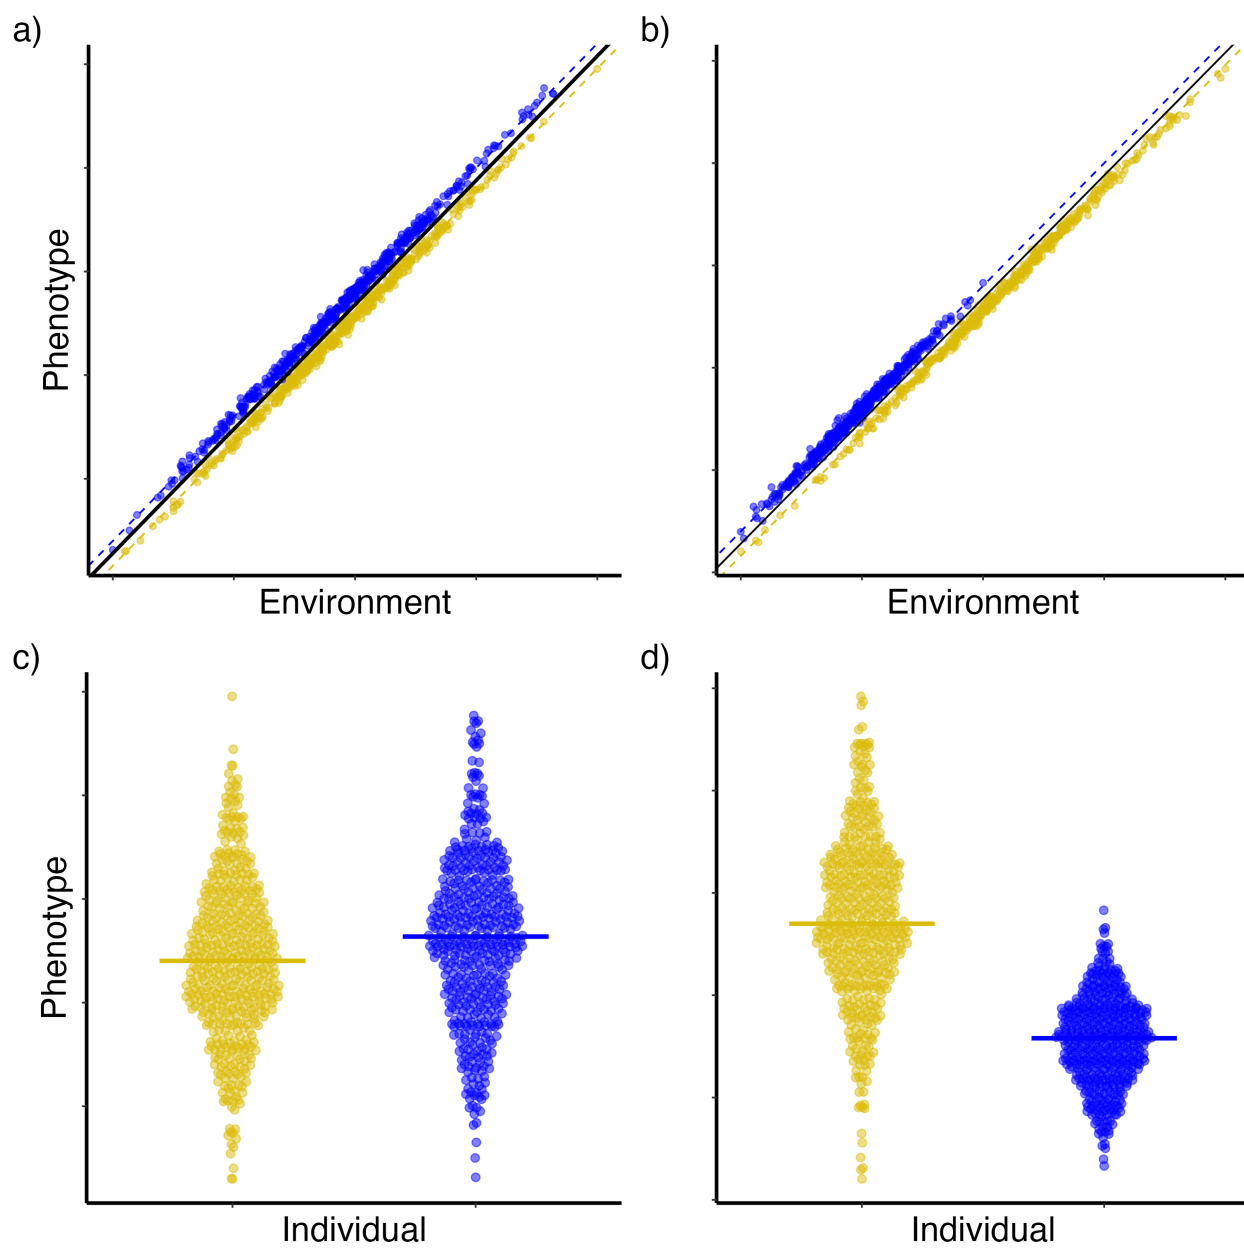 a)
b)
Phenotype
Environment
Environment
c)
d)
Phenotype
Individual
Individual